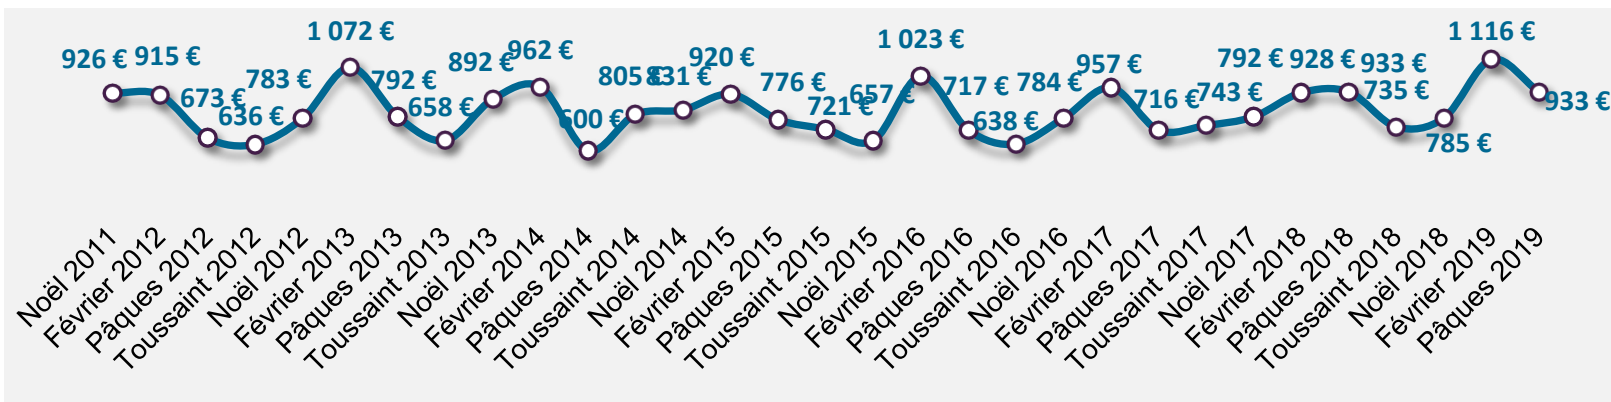 926 €
915 €
673 €
636 €
783 €
1 072 €
792 €
658 €
892 €
962 €
600 €
805 €
831 €
920 €
776 €
721 €
657 €
1 023 €
717 €
638 €
784 €
957 €
716 €
743 €
792 €
928 €
933 €
735 €
785 €
1 116 €
933 €
Noël 2011
Février 2012
Pâques 2012
Toussaint 2012
Noël 2012
Février 2013
Pâques 2013
Toussaint 2013
Noël 2013
Février 2014
Pâques 2014
Toussaint 2014
Noël 2014
Février 2015
Pâques 2015
Toussaint 2015
Noël 2015
Février 2016
Pâques 2016
Toussaint 2016
Noël 2016
Février 2017
Pâques 2017
Toussaint 2017
Noël 2017
Février 2018
Pâques 2018
Toussaint 2018
Noël 2018
Février 2019
Pâques 2019